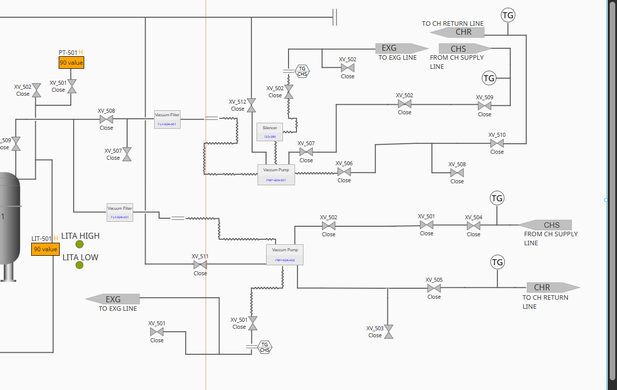 TG
TO CH RETURN LINE
CHR
EXG
CHS
TO EXG LINE
FROM CH SUPPLY
LINE
PT-501 H
90 value
TG
CHS
XV_502
Close
TG
XV_502
Close
XV_501
Close
XV_502
XV_512
Close
XV_502
Close
XV_509
Close
XV_508
Close
Vacuum Filter
Silencer
XV_510
Close
_509
Close
XV_507
Close
XV_507
Close
XV_506
Close
XV_508
Close
Vacuum Pump
TG
1
Vacuum Filter
XV_502
Close
XV_501
Close
XV_504
Close
CHS
FROM CH SUPPLY
LINE
LIT-501 H
90 value
LITA HIGH
LITA LOW
Vacuum Pump
XV_511
Close
TG
XV_505
Close
CHR
TO CH RETURN
LINE
EXG
TO EXG LINE
XV_501
Close
XV_501
Close
XV_503
Close
TG
CHS